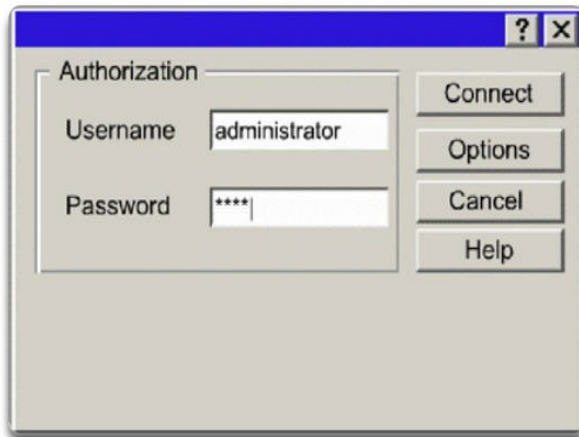 Authorization
Username administrator
Password ****
Connect
Options
Cancel
Help